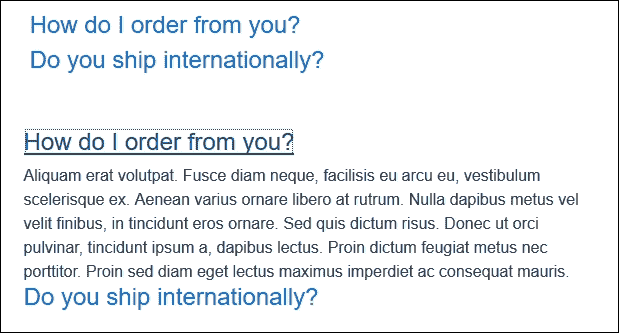 How do I order from you?
Do you ship internationally?
How do I order from you?
Aliquam erat volutpat. Fusce diam neque, facilisis eu arcu eu, vestibulum
scelerisque ex. Aenean varius ornare libero at rutrum. Nulla dapibus metus vel
velit finibus, in tincidunt eros ornare. Sed quis dictum risus. Donec ut orci
pulvinar, tincidunt ipsum a, dapibus lectus. Proin dictum feugiat metus nec
porttitor. Proin sed diam eget lectus maximus imperdiet ac consequat mauris.
Do you ship internationally?